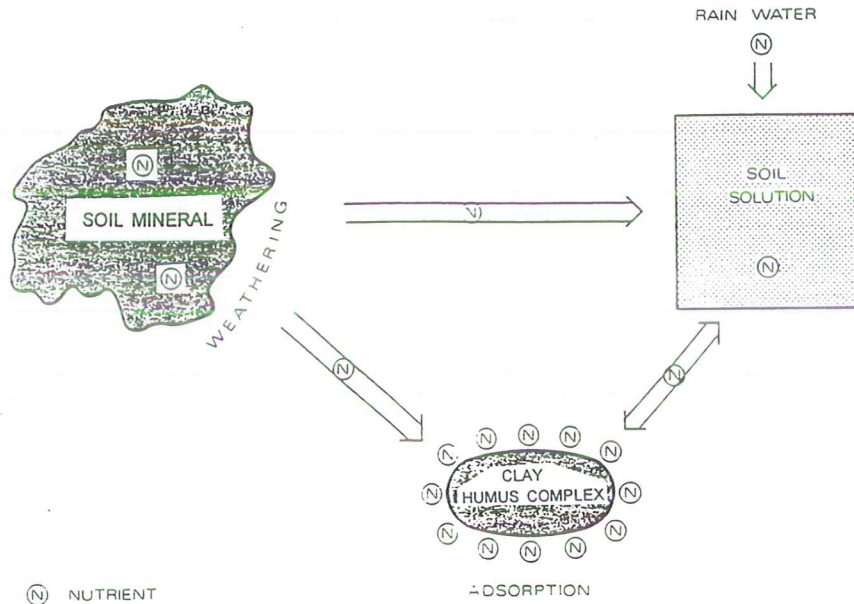 RAIN WATER
N
N
SOIL MINERAL
N
WEATHERING
N
SOIL
SOLUTION
N
N
N
N N N N N
CLAY
HUMUS COMPLEX
N N
N N N N N
N NUTRIENT
ADSORPTION